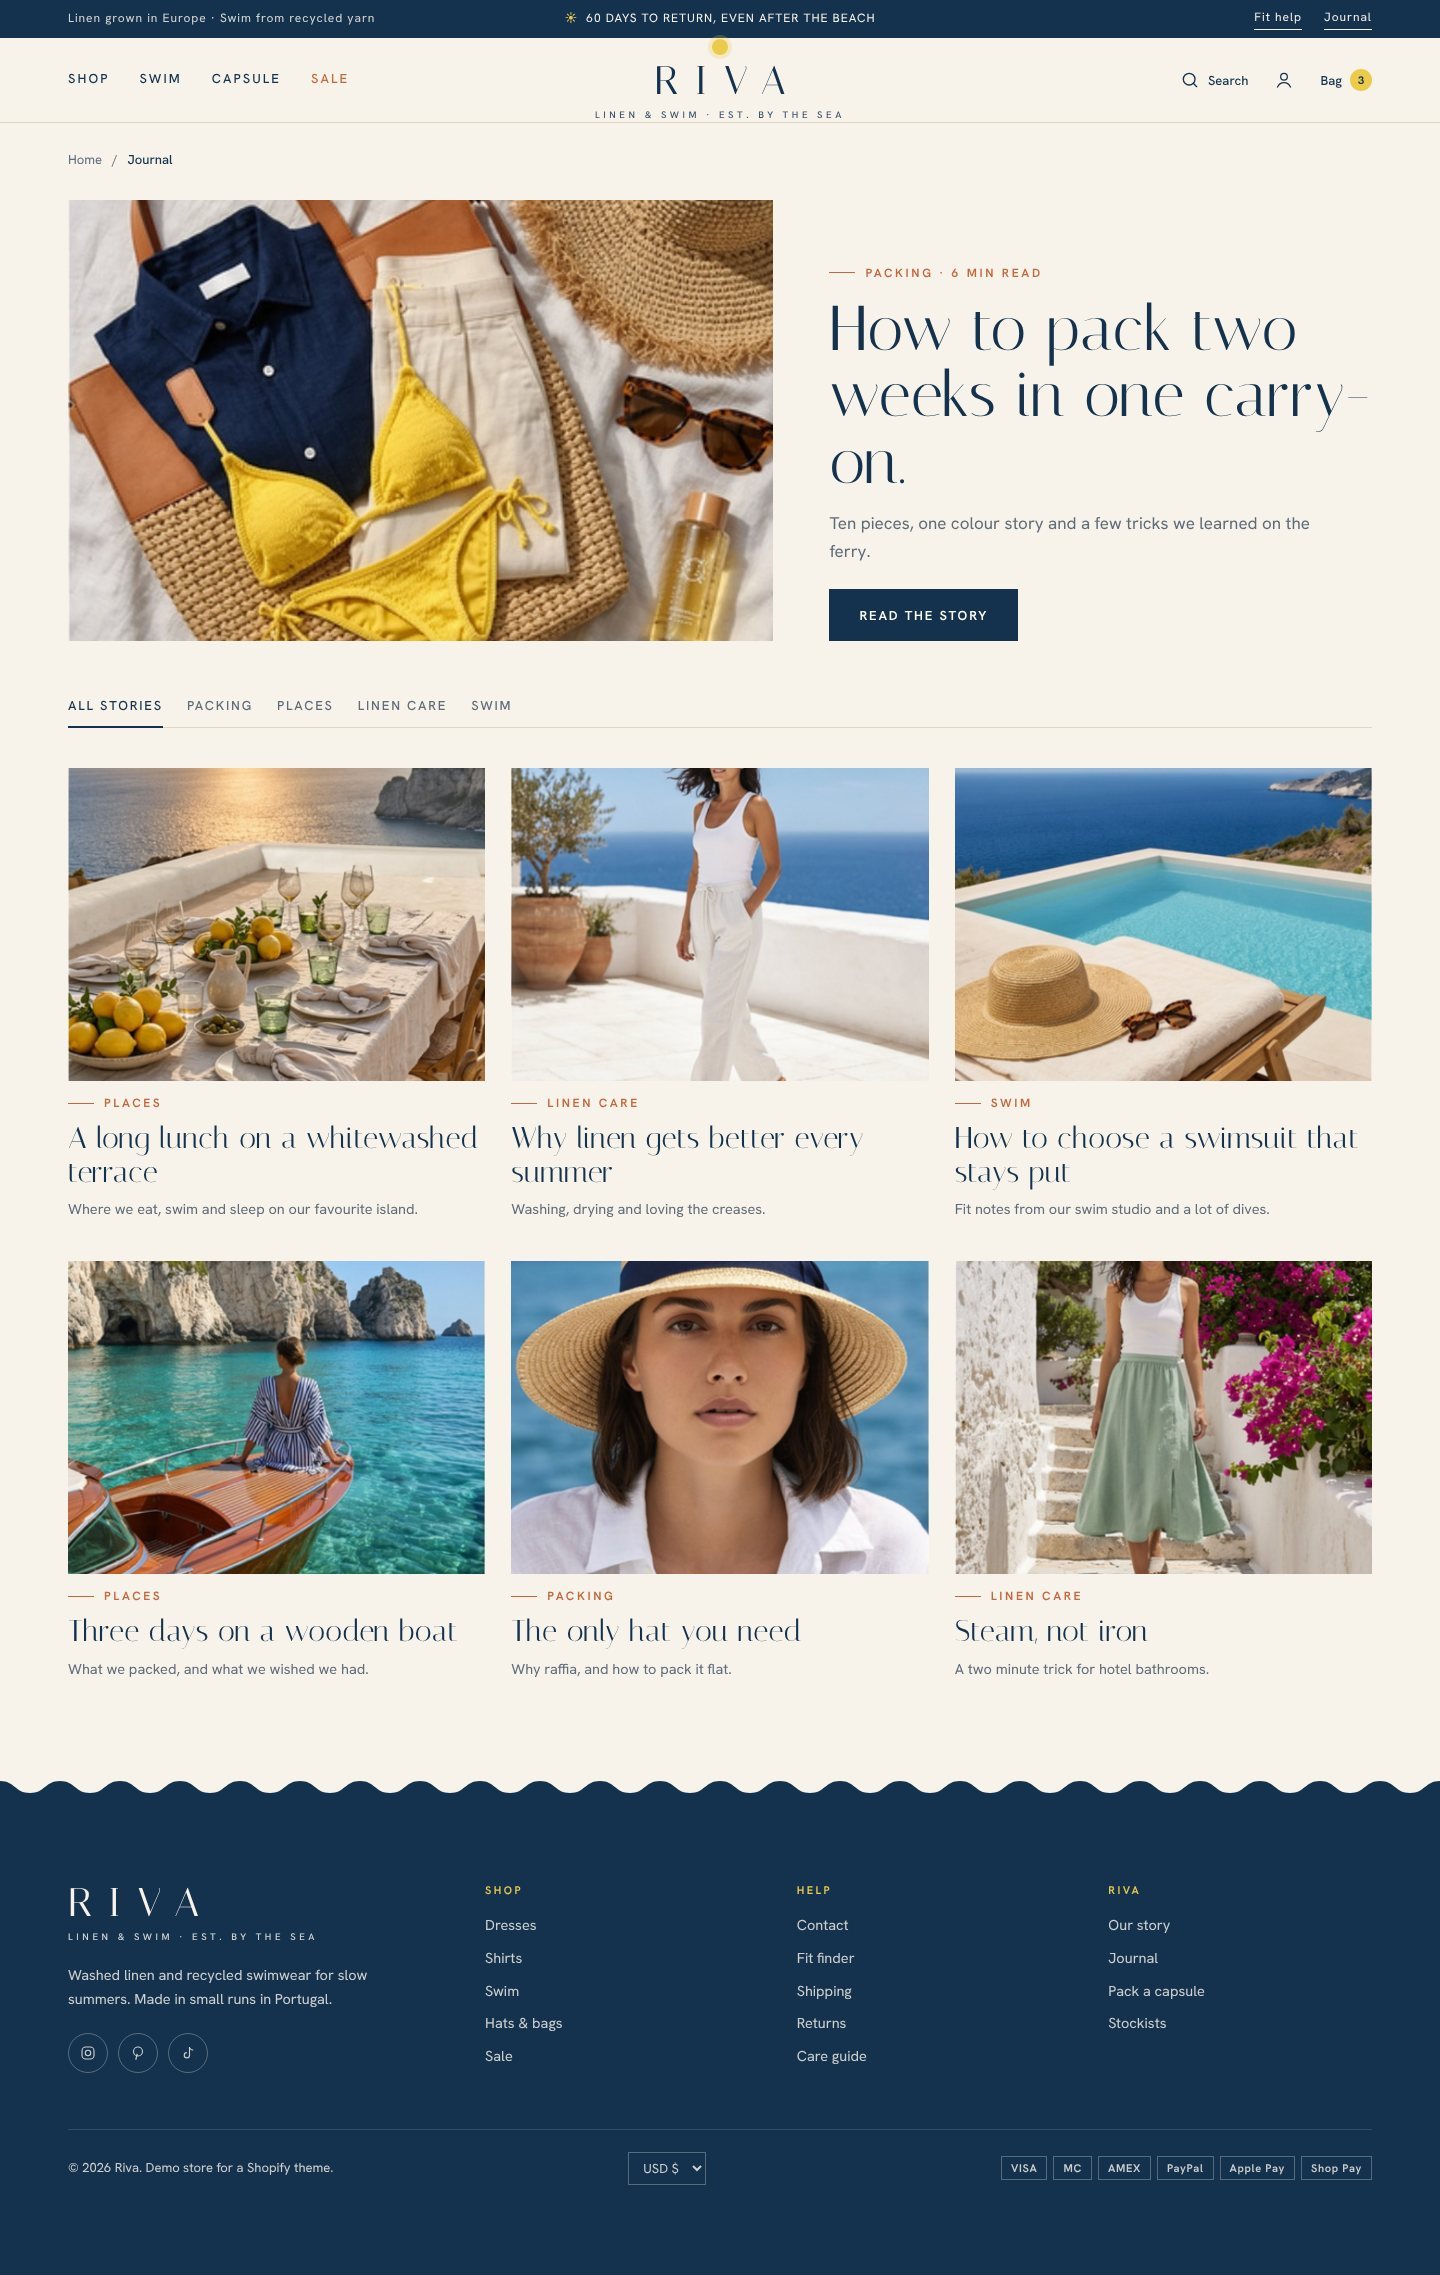 Linen grown in Europe · Swim from recycled yarn
60 DAYS TO RETURN, EVEN AFTER THE BEACH
Fit help
Journal
SHOP
SWIM
CAPSULE
SALE
RIVA
LINEN & SWIM · EST. BY THE SEA
Search
Bag 3
Home / Journal
PACKING · 6 MIN READ
How to pack two
weeks in one carry-
on.
Ten pieces, one colour story and a few tricks we learned on the
ferry.
READ THE STORY
ALL STORIES
PACKING
PLACES
LINEN CARE
SWIM
PLACES
A long lunch on a whitewashed
terrace
Where we eat, swim and sleep on our favourite island.
LINEN CARE
Why linen gets better every
summer
Washing, drying and loving the creases.
SWIM
How to choose a swimsuit that
stays put
Fit notes from our swim studio and a lot of dives.
PLACES
Three days on a wooden boat
What we packed, and what we wished we had.
PACKING
The only hat you need
Why raffia, and how to pack it flat.
LINEN CARE
Steam, not iron
A two minute trick for hotel bathrooms.
RIVA
LINEN & SWIM · EST. BY THE SEA
Washed linen and recycled swimwear for slow
summers. Made in small runs in Portugal.
SHOP
Dresses
Shirts
Swim
Hats & bags
Sale
HELP
Contact
Fit finder
Shipping
Returns
Care guide
RIVA
Our story
Journal
Pack a capsule
Stockists
© 2026 Riva. Demo store for a Shopify theme.
USD $
VISA
MC
AMEX
PayPal
Apple Pay
Shop Pay